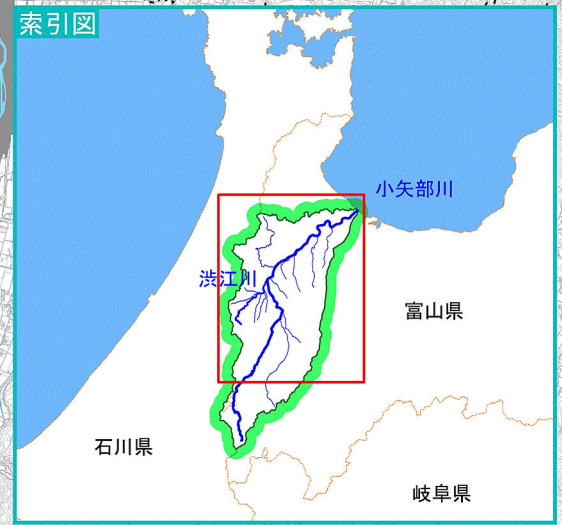 索引図
小矢部川
渋江川
富山県
石川県
岐阜県